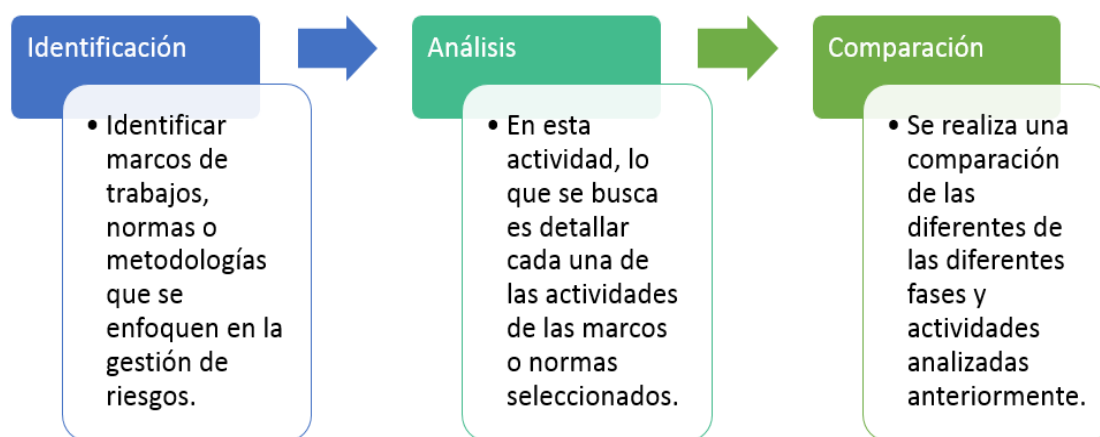 Identificación
• Identificar
marcos de
trabajos,
normas o
metodologías
que se
enfoquen en la
gestión de
riesgos.
Análisis
• En esta
actividad, lo
que se busca
es detallar
cada una de
las actividades
de las marcos
o normas
seleccionados.
Comparación
• Se realiza una
comparación
de las
diferentes de
las diferentes
fases y
actividades
analizadas
anteriormente.